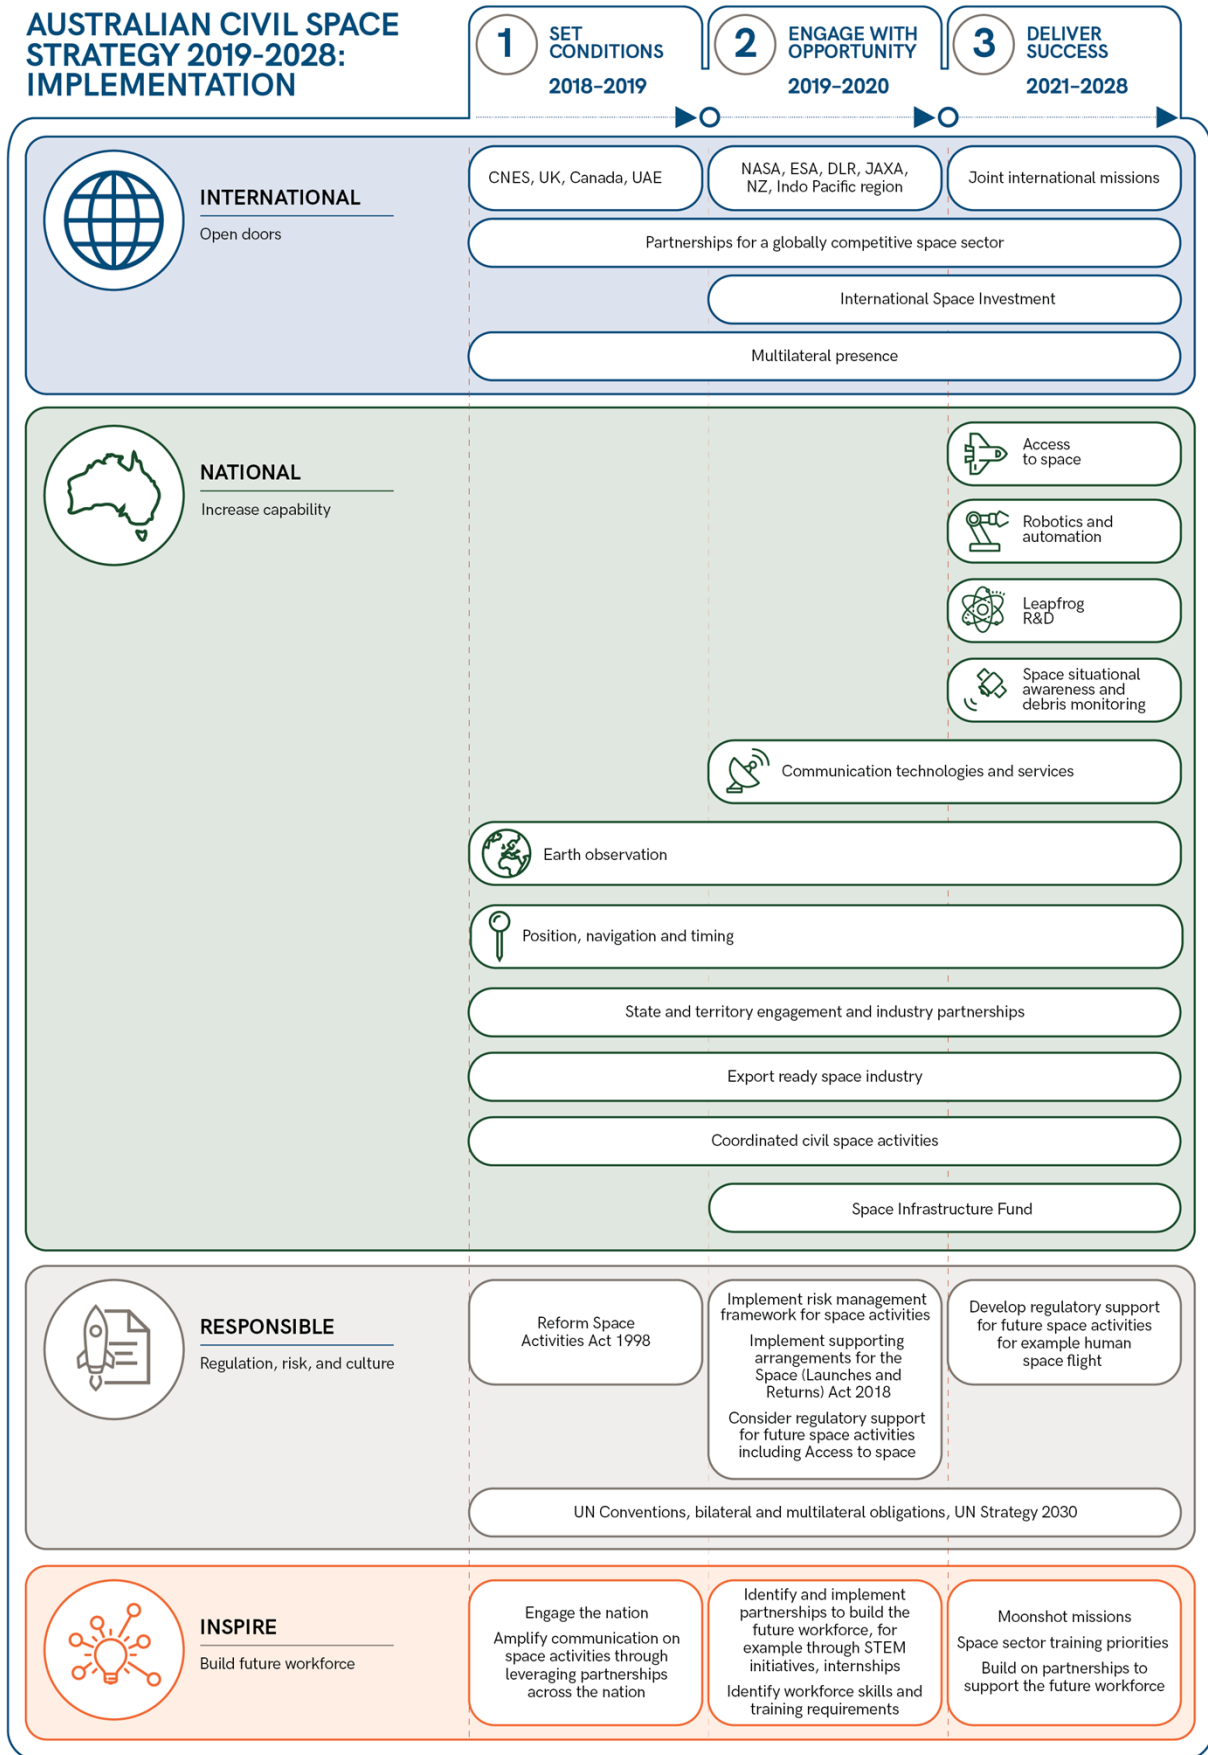 AUSTRALIAN CIVIL SPACE
STRATEGY 2019-2028:
IMPLEMENTATION
1
SET
CONDITIONS
2018-2019
2
ENGAGE WITH
OPPORTUNITY
2019-2020
3
DELIVER
SUCCESS
2021-2028
INTERNATIONAL
Open doors
CNES, UK, Canada, UAE
NASA, ESA, DLR, JAXA,
NZ, Indo Pacific region
Joint international missions
Partnerships for a globally competitive space sector
International Space Investment
Multilateral presence
NATIONAL
Increase capability
Access
to space
Robotics and
automation
Leapfrog
R&D
Space situational
awareness and
debris monitoring
Communication technologies and services
Earth observation
Position, navigation and timing
State and territory engagement and industry partnerships
Export ready space industry
Coordinated civil space activities
Space Infrastructure Fund
RESPONSIBLE
Regulation, risk, and culture
Reform Space
Activities Act 1998
Implement risk management
framework for space activities
Implement supporting
arrangements for the
Space (Launches and
Returns) Act 2018
Consider regulatory support
for future space activities
including Access to space
Develop regulatory support
for future space activities
for example human
space flight
UN Conventions, bilateral and multilateral obligations, UN Strategy 2030
INSPIRE
Build future workforce
Engage the nation
Amplify communication on
space activities through
leveraging partnerships
across the nation
Identify and implement
partnerships to build the
future workforce, for
example through STEM
initiatives, internships
Identify workforce skills and
training requirements
Moonshot missions
Space sector training priorities
Build on partnerships to
support the future workforce